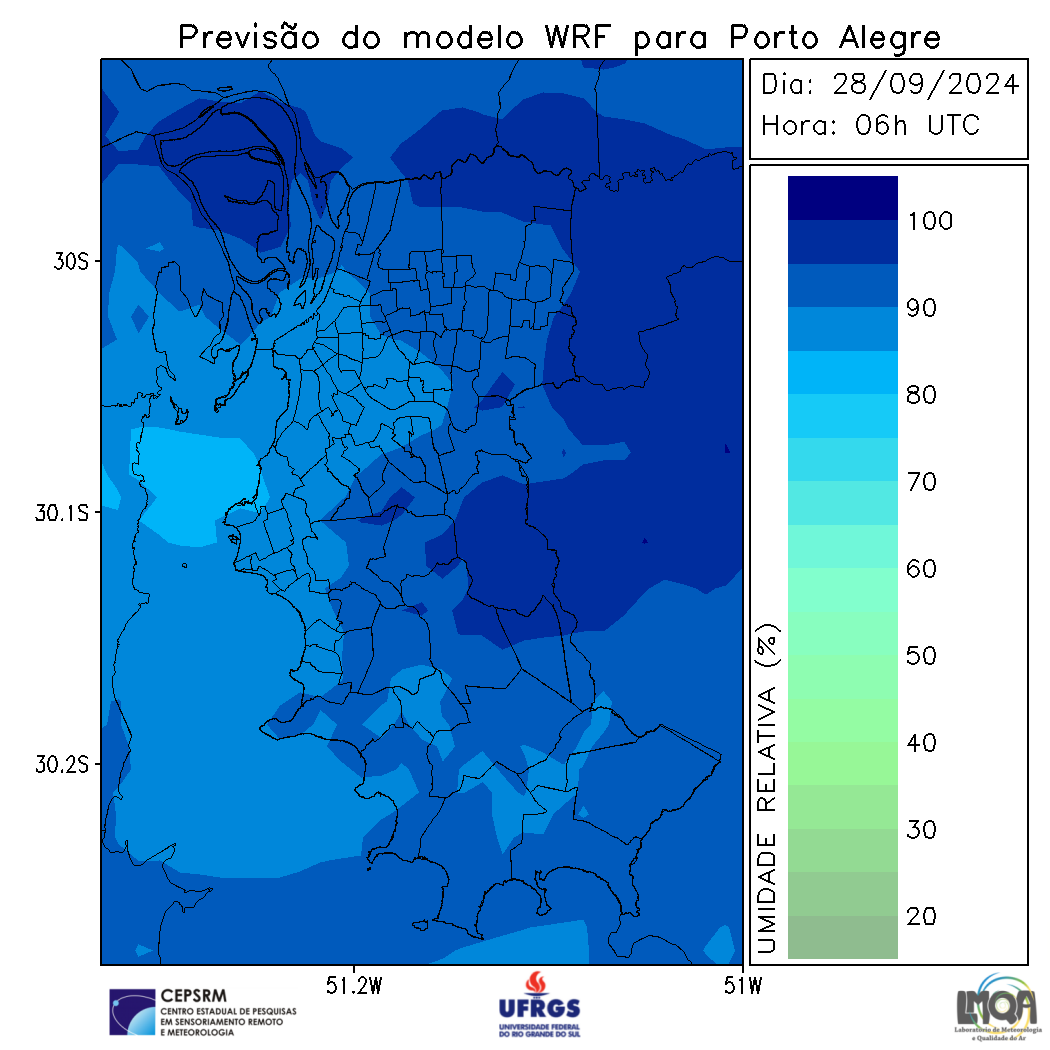 Previsão do modelo WRF para Porto Alegre
Dia: 28/09/2024
Hora: 06h UTC
30S
30.1S
30.2S
51.2W
51W
UMIDADE RELATIVA (%)
100
90
80
70
60
50
40
30
20
CEPSRM
CENTRO ESTADUAL DE PESQUISAS
EM SENSORIAMENTO REMOTO
E METEOROLOGIA
UFRGS
UNIVERSIDADE FEDERAL
DO RIO GRANDE DO SUL
LMQA
Laboratório de Meteorologia
e Qualidade do Ar